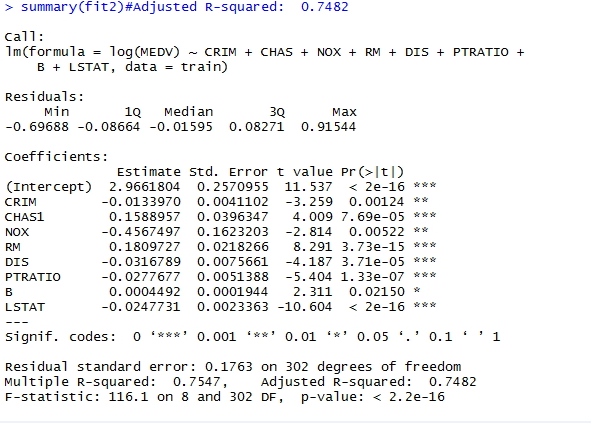 > summary(fit2)#Adjusted R-squared:  0.7482
Call:
lm(formula = log(MEDV) ~ CRIM + CHAS + NOX + RM + DIS + PTRATIO +
    B + LSTAT, data = train)
Residuals:
     Min       1Q   Median       3Q      Max
-0.69688 -0.08664 -0.01595  0.08271  0.91544
Coefficients:
              Estimate Std. Error t value Pr(>|t|)
(Intercept)  2.9661804  0.2570955  11.537  < 2e-16 ***
CRIM        -0.0133970  0.0041102  -3.259  0.00124 **
CHAS1        0.1588957  0.0396347   4.009 7.69e-05 ***
NOX         -0.4567497  0.1623203  -2.814  0.00522 **
RM           0.1809727  0.0218266   8.291 3.73e-15 ***
DIS         -0.0316789  0.0075661  -4.187 3.71e-05 ***
PTRATIO     -0.0277677  0.0051388  -5.404 1.33e-07 ***
B            0.0004492  0.0001944   2.311  0.02150 *
LSTAT       -0.0247731  0.0023363 -10.604  < 2e-16 ***
---
Signif. codes:  0 ‘***’ 0.001 ‘**’ 0.01 ‘*’ 0.05 ‘.’ 0.1 ‘ ’ 1
Residual standard error: 0.1763 on 302 degrees of freedom
Multiple R-squared:  0.7547,    Adjusted R-squared:  0.7482
F-statistic: 116.1 on 8 and 302 DF,  p-value: < 2.2e-16